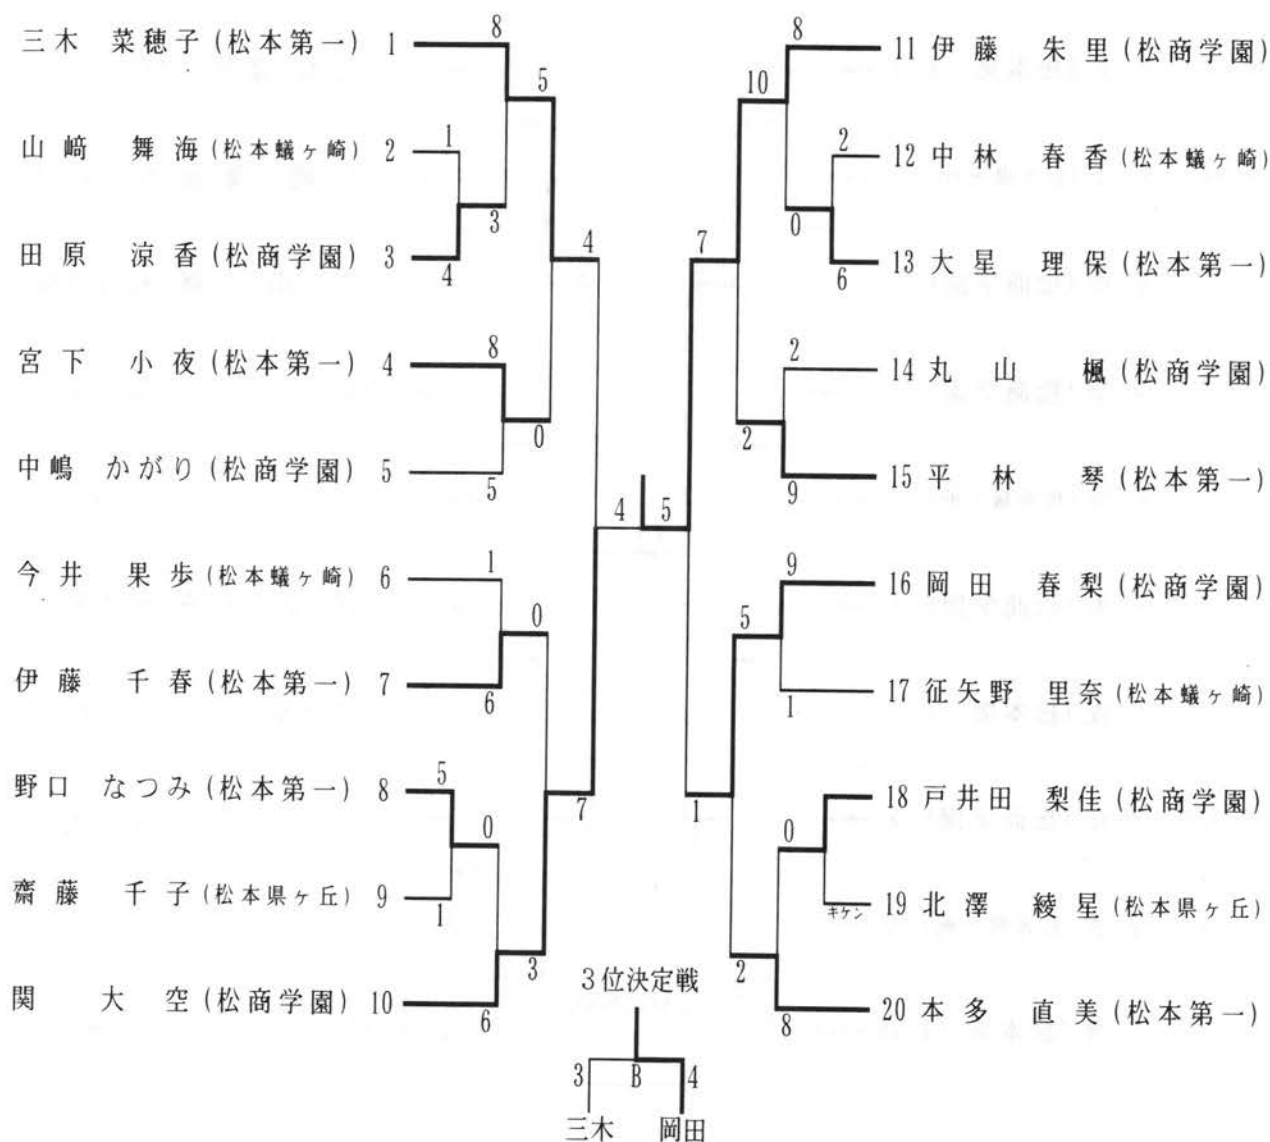 三木 菜穂子 (松本第一) 1
山﨑 舞海 (松本蟻ヶ崎) 2
田原 涼香 (松商学園) 3
宮下 小夜 (松本第一) 4
中嶋 かがり (松商学園) 5
今井 果歩 (松本蟻ヶ崎) 6
伊藤 千春 (松本第一) 7
野口 なつみ (松本第一) 8
齋藤 千子 (松本県ヶ丘) 9
関 大空 (松商学園) 10
8
5
1
3
4
4
8
0
5
1
0
6
5
0
1
7
3
6
4
5
8
10
2
0
7
6
2
2
9
9
5
1
0
1
キケン
2
8
11 伊藤 朱里 (松商学園)
12 中林 春香 (松本蟻ヶ崎)
13 大星 理保 (松本第一)
14 丸山 楓 (松商学園)
15 平林 琴 (松本第一)
16 岡田 春梨 (松商学園)
17 征矢野 里奈 (松本蟻ヶ崎)
18 戸井田 梨佳 (松商学園)
19 北澤 綾星 (松本県ヶ丘)
20 本多 直美 (松本第一)
3位決定戦
3 B 4
三木 岡田